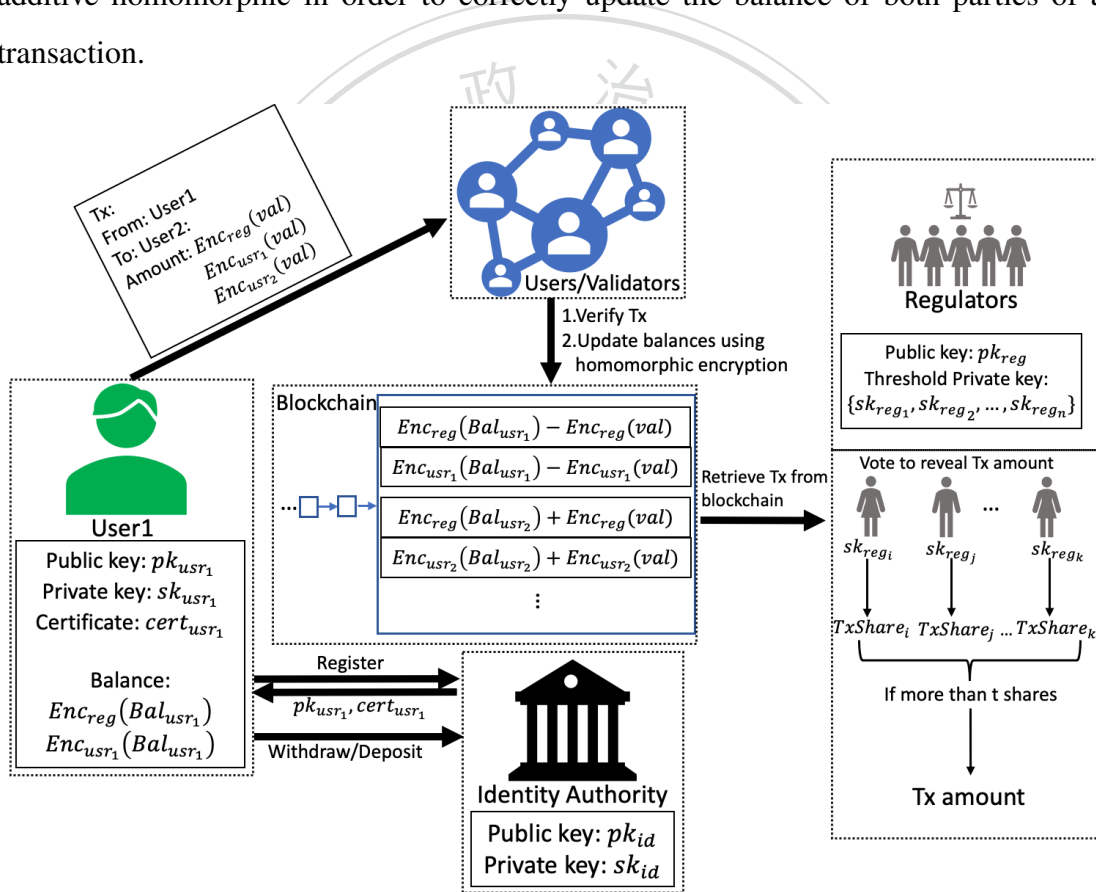 additive homomorphic in order to correctly update the balance of both parties of a
transaction.
政 治
Tx:
From: User1
To: User2:
Amount: Enc_reg(val)
Enc_usr₁(val)
Enc_usr₂(val)
Users/Validators
1.Verify Tx
2.Update balances using
homomorphic encryption
Regulators
Public key: pk_reg
Threshold Private key:
{sk_reg₁, sk_reg₂, ..., sk_regₙ}
User1
Public key: pk_usr₁
Private key: sk_usr₁
Certificate: cert_usr₁
Balance:
Enc_reg(Bal_usr₁)
Enc_usr₁(Bal_usr₁)
Blockchain
...
Enc_reg(Bal_usr₁) − Enc_reg(val)
Enc_usr₁(Bal_usr₁) − Enc_usr₁(val)
Enc_reg(Bal_usr₂) + Enc_reg(val)
Enc_usr₂(Bal_usr₂) + Enc_usr₂(val)
⋮
Retrieve Tx from
blockchain
Vote to reveal Tx amount
...
sk_regᵢ sk_regⱼ sk_regₖ
TxShareᵢ TxShareⱼ ... TxShareₖ
If more than t shares
Tx amount
Register
pk_usr₁, cert_usr₁
Withdraw/Deposit
Identity Authority
Public key: pk_id
Private key: sk_id